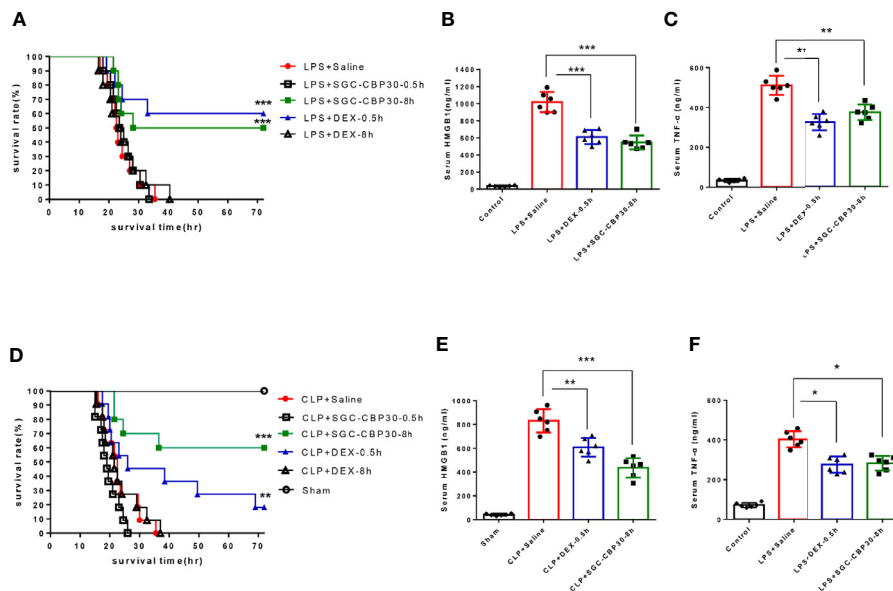 A
100
90
80
70
60
50
40
30
20
10
0
survival rate(%)
0 10 20 30 40 50 60 70
survival time(hr)
***
***
LPS+Saline
LPS+SGC-CBP30-0.5h
LPS+SGC-CBP30-8h
LPS+DEX-0.5h
LPS+DEX-8h
B
Serum HMGB1(ng/ml)
1400
1200
1000
800
600
400
200
0
***
***
Control
LPS+Saline
LPS+DEX-0.5h
LPS+SGC-CBP30-8h
C
Serum TNF-α (ng/ml)
600
400
200
0
**
*†
Control
LPS+Saline
LPS+DEX-0.5h
LPS+SGC-CBP30-8h
D
100
90
80
70
60
50
40
30
20
10
0
survival rate(%)
0 10 20 30 40 50 60 70
survival time(hr)
***
**
CLP+Saline
CLP+SGC-CBP30-0.5h
CLP+SGC-CBP30-8h
CLP+DEX-0.5h
CLP+DEX-8h
Sham
E
Serum HMGB1 (ng/ml)
1200
1000
800
600
400
200
0
***
**
Sham
CLP+Saline
CLP+DEX-0.5h
CLP+SGC-CBP30-8h
F
Serum TNF-α (ng/ml)
600
400
200
0
*
*
Control
LPS+Saline
LPS+DEX-0.5h
LPS+SGC-CBP30-8h